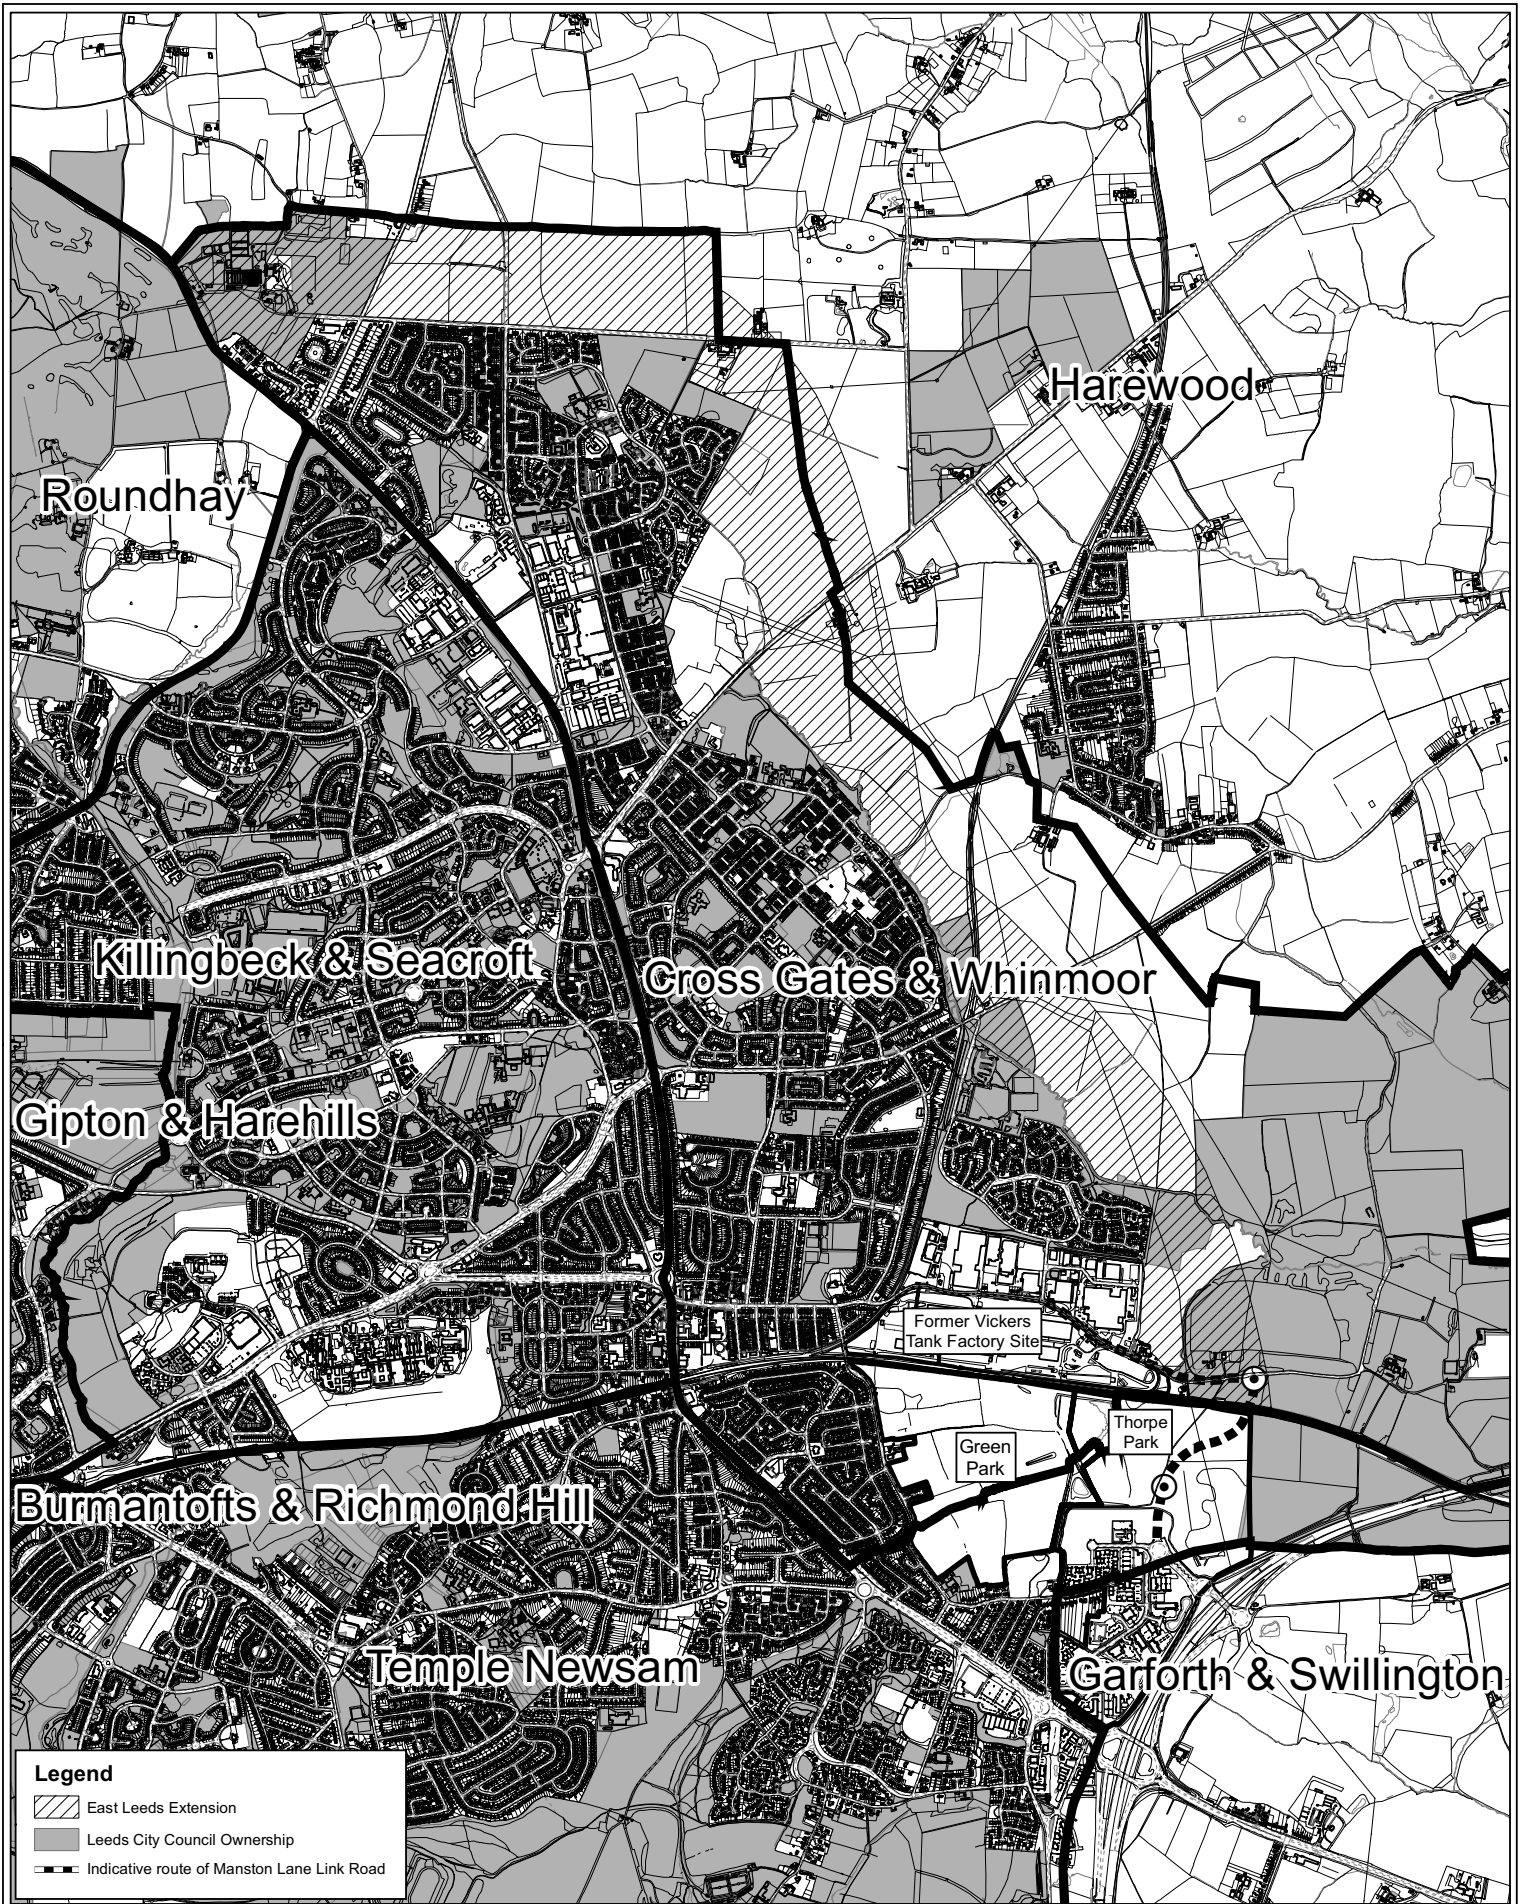 Harewood
Roundhay
Killingbeck & Seacroft
Cross Gates & Whinmoor
Gipton & Harehills
Former Vickers
Tank Factory Site
Thorpe
Park
Green
Park
Burmantofts & Richmond Hill
Temple Newsam
Garforth & Swillington
Legend
East Leeds Extension
Leeds City Council Ownership
Indicative route of Manston Lane Link Road